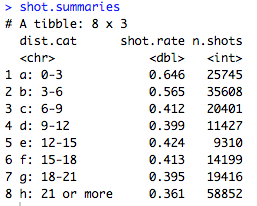 > shot.summaries
# A tibble: 8 x 3
dist.cat shot.rate n.shots
<chr> <dbl> <int>
1 a: 0-3 0.646 25745
2 b: 3-6 0.565 35608
3 c: 6-9 0.412 20401
4 d: 9-12 0.399 11427
5 e: 12-15 0.424 9310
6 f: 15-18 0.413 14199
7 g: 18-21 0.395 19416
8 h: 21 or more 0.361 58852